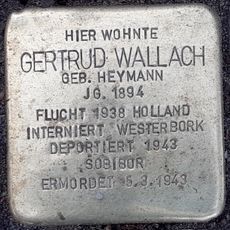 HIER WOHNTE
GERTRUD WALLACH
GEB. HEYMANN
JG. 1894
FLUCHT 1938 HOLLAND
INTERNIERT WESTERBORK
DEPORTIERT 1943
SOBIBOR
ERMORDET 5.3.1943